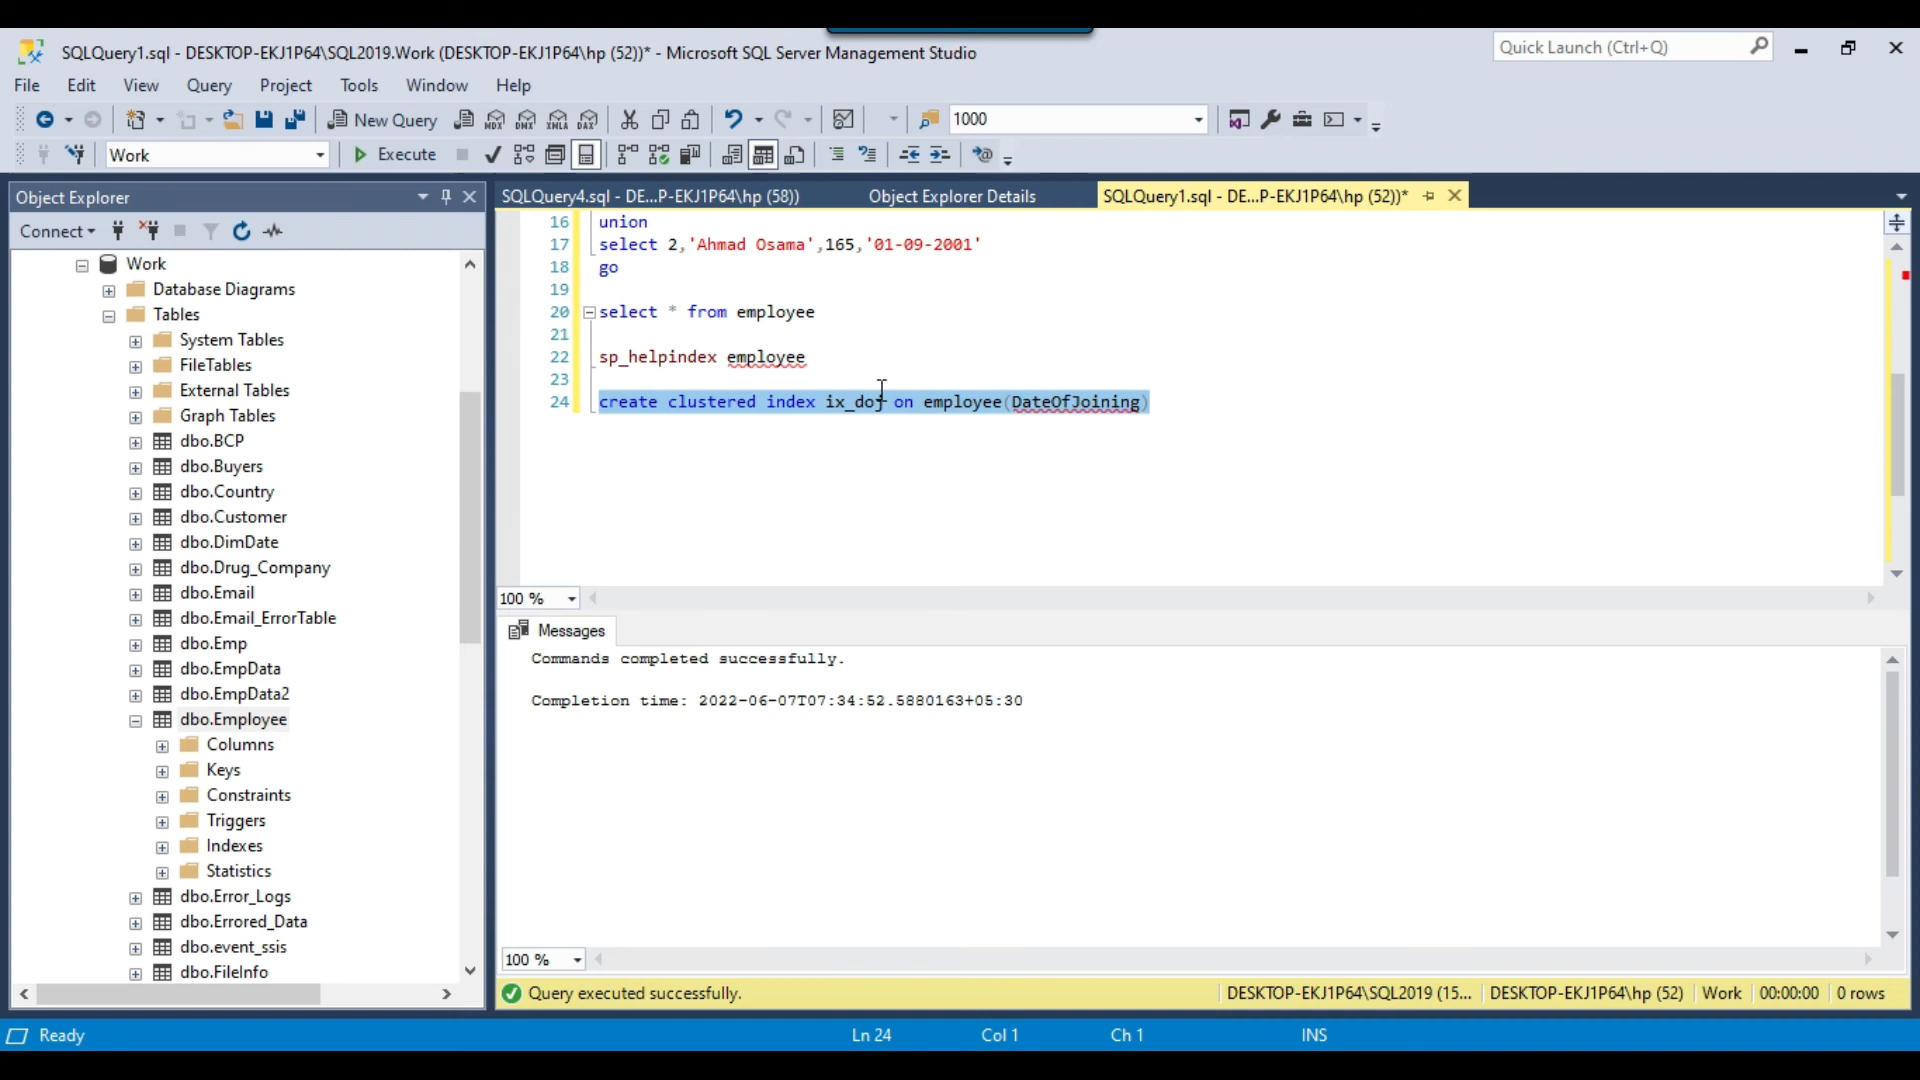 SQLQuery1.sql - DESKTOP-EKJ1P64\SQL2019.Work (DESKTOP-EKJ1P64\hp (52))* - Microsoft SQL Server Management Studio
Quick Launch (Ctrl+Q)
File Edit View Query Project Tools Window Help
New Query MDX DMX XMLA DAX 1000
Work Execute
Object Explorer
SQLQuery4.sql - DE...P-EKJ1P64\hp (58)) Object Explorer Details SQLQuery1.sql - DE...P-EKJ1P64\hp (52))*
Connect
Work
Database Diagrams
Tables
System Tables
FileTables
External Tables
Graph Tables
dbo.BCP
dbo.Buyers
dbo.Country
dbo.Customer
dbo.DimDate
dbo.Drug_Company
dbo.Email
dbo.Email_ErrorTable
dbo.Emp
dbo.EmpData
dbo.EmpData2
dbo.Employee
Columns
Keys
Constraints
Triggers
Indexes
Statistics
dbo.Error_Logs
dbo.Errored_Data
dbo.event_ssis
dbo.FileInfo
16 union
17 select 2,'Ahmad Osama',165,'01-09-2001'
18 go
19
20 select * from employee
21
22 sp_helpindex employee
23
24 create clustered index ix_doj on employee(DateOfJoining)
100 %
Messages
Commands completed successfully.
Completion time: 2022-06-07T07:34:52.5880163+05:30
100 %
Query executed successfully. DESKTOP-EKJ1P64\SQL2019 (15... DESKTOP-EKJ1P64\hp (52) Work 00:00:00 0 rows
Ready Ln 24 Col 1 Ch 1 INS